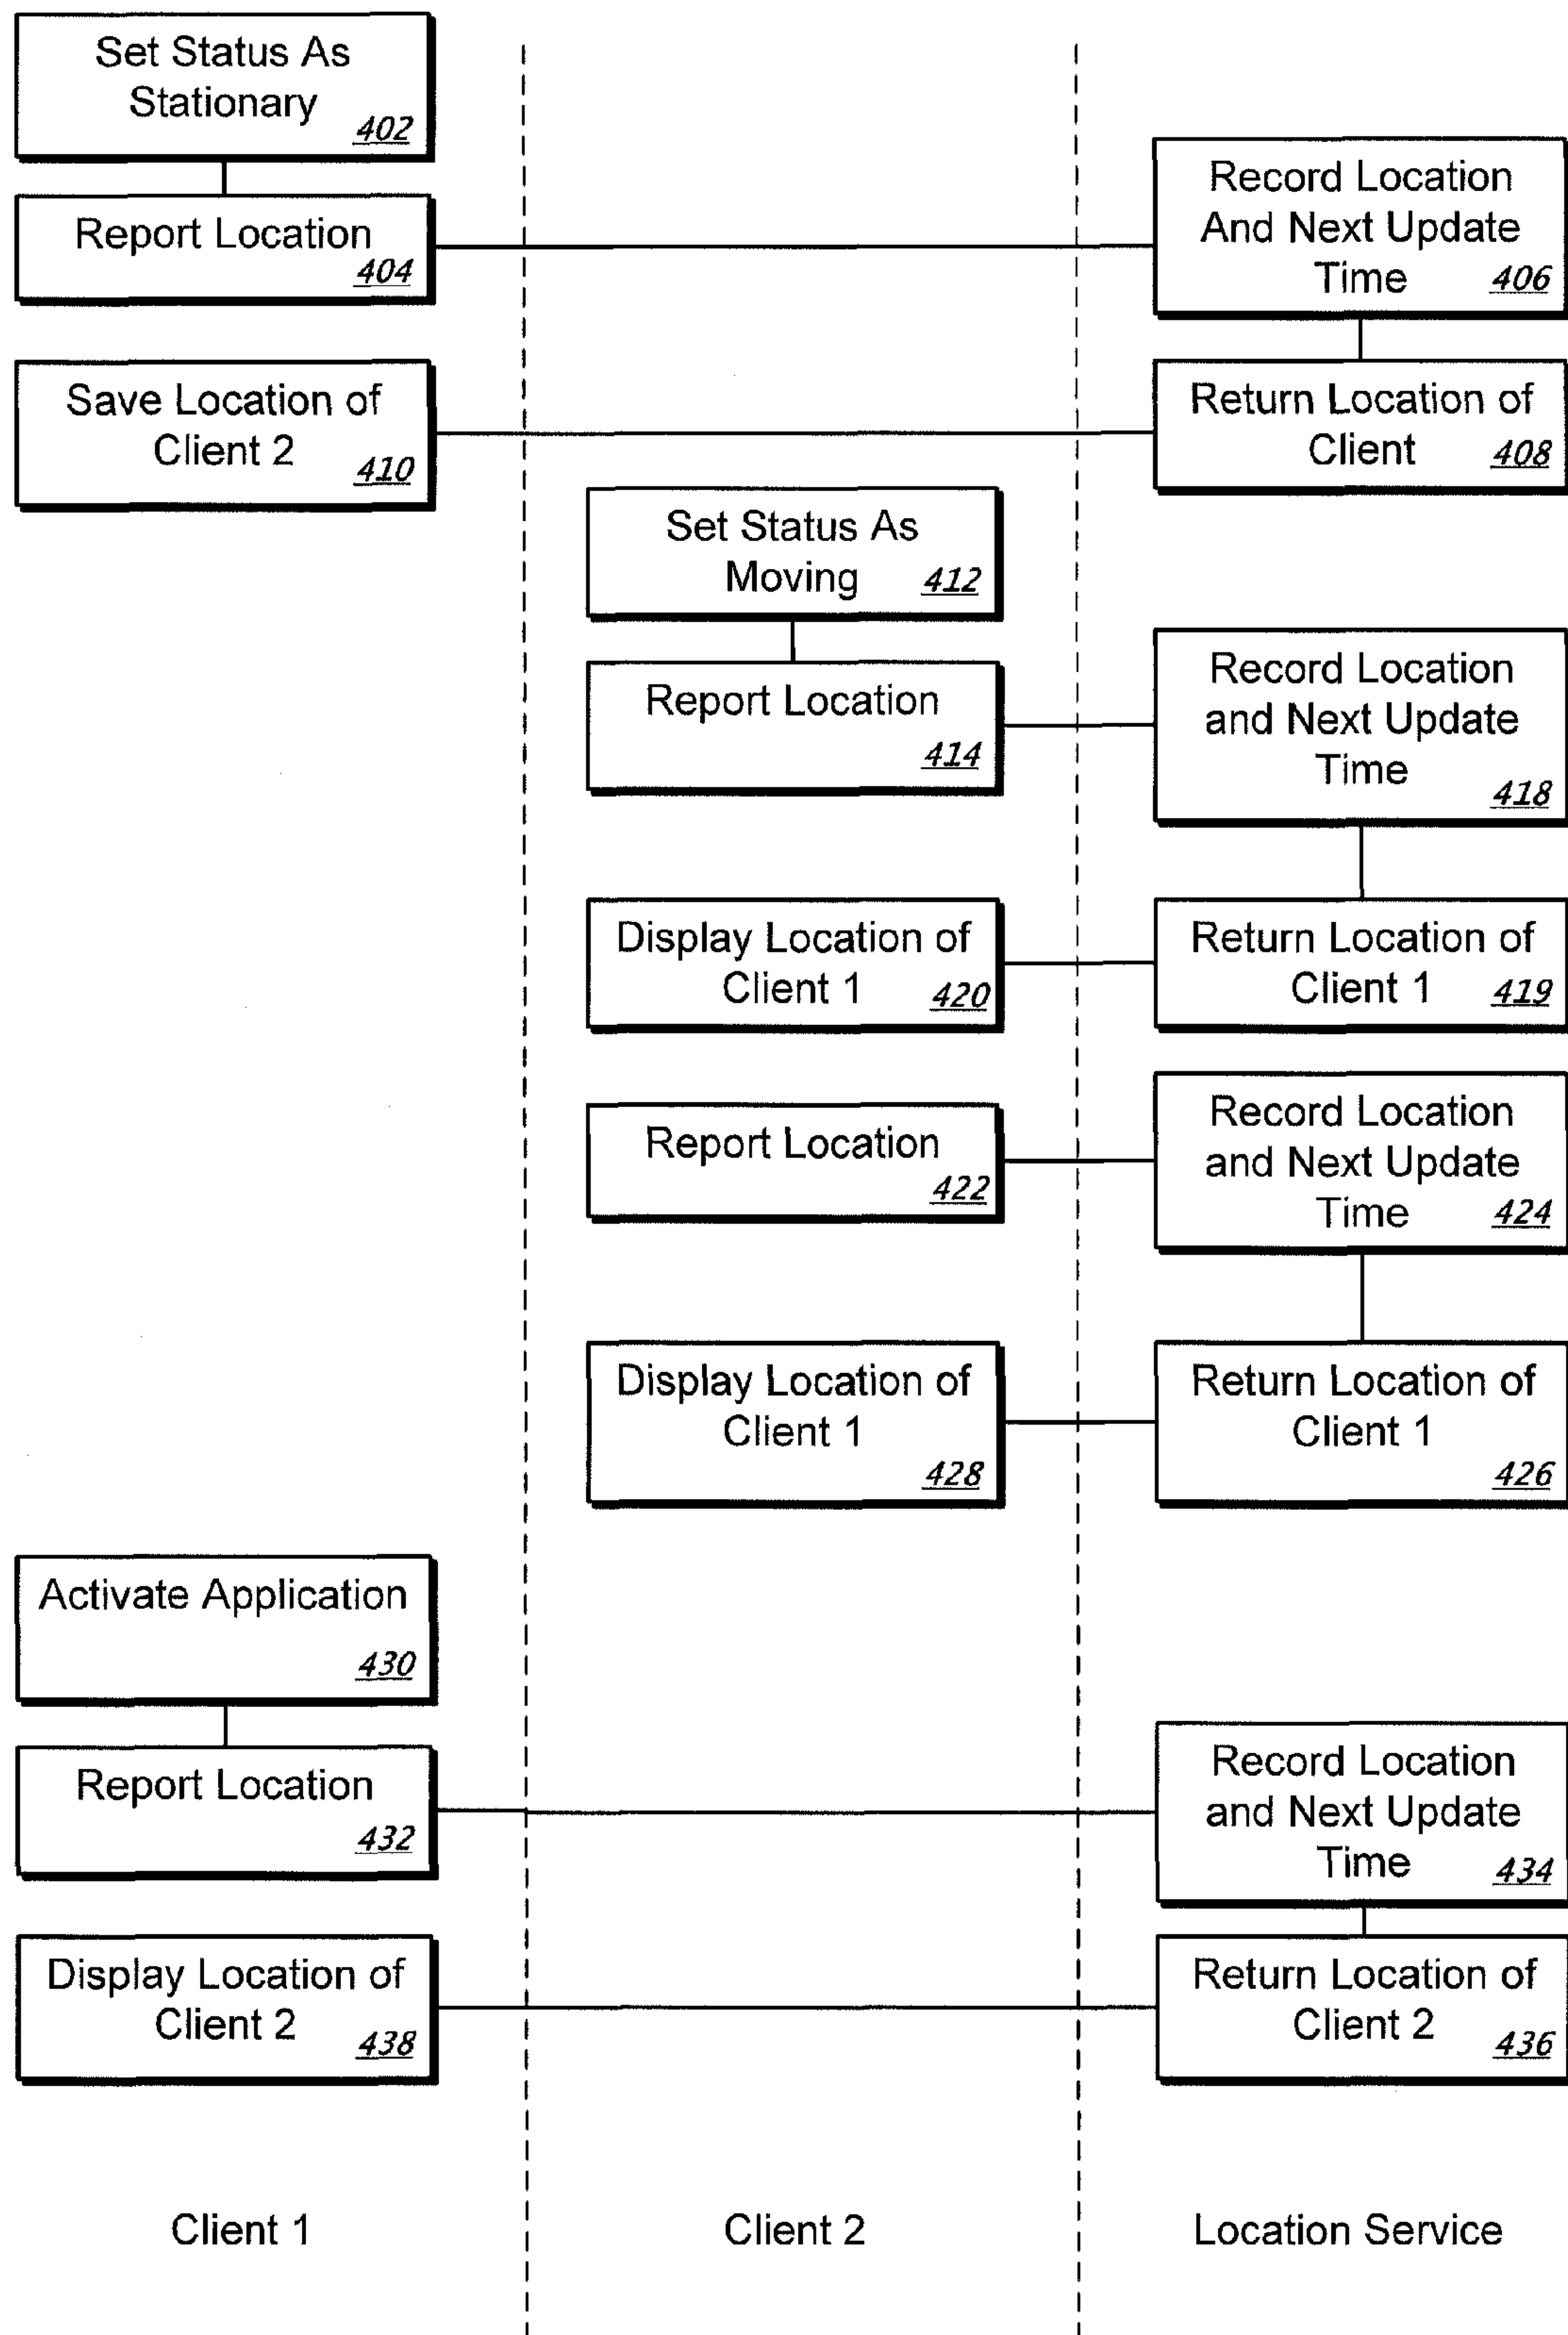 Set Status As
Stationary
402
Report Location
404
Record Location
And Next Update
Time 406
Save Location of
Client 2
410
Return Location of
Client 408
Set Status As
Moving 412
Report Location
414
Record Location
and Next Update
Time
418
Display Location of
Client 1 420
Return Location of
Client 1 419
Report Location
422
Record Location
and Next Update
Time 424
Display Location of
Client 1
428
Return Location of
Client 1
426
Activate Application
430
Report Location
432
Record Location
and Next Update
Time 434
Display Location of
Client 2 438
Return Location of
Client 2 436
Client 1
Client 2
Location Service